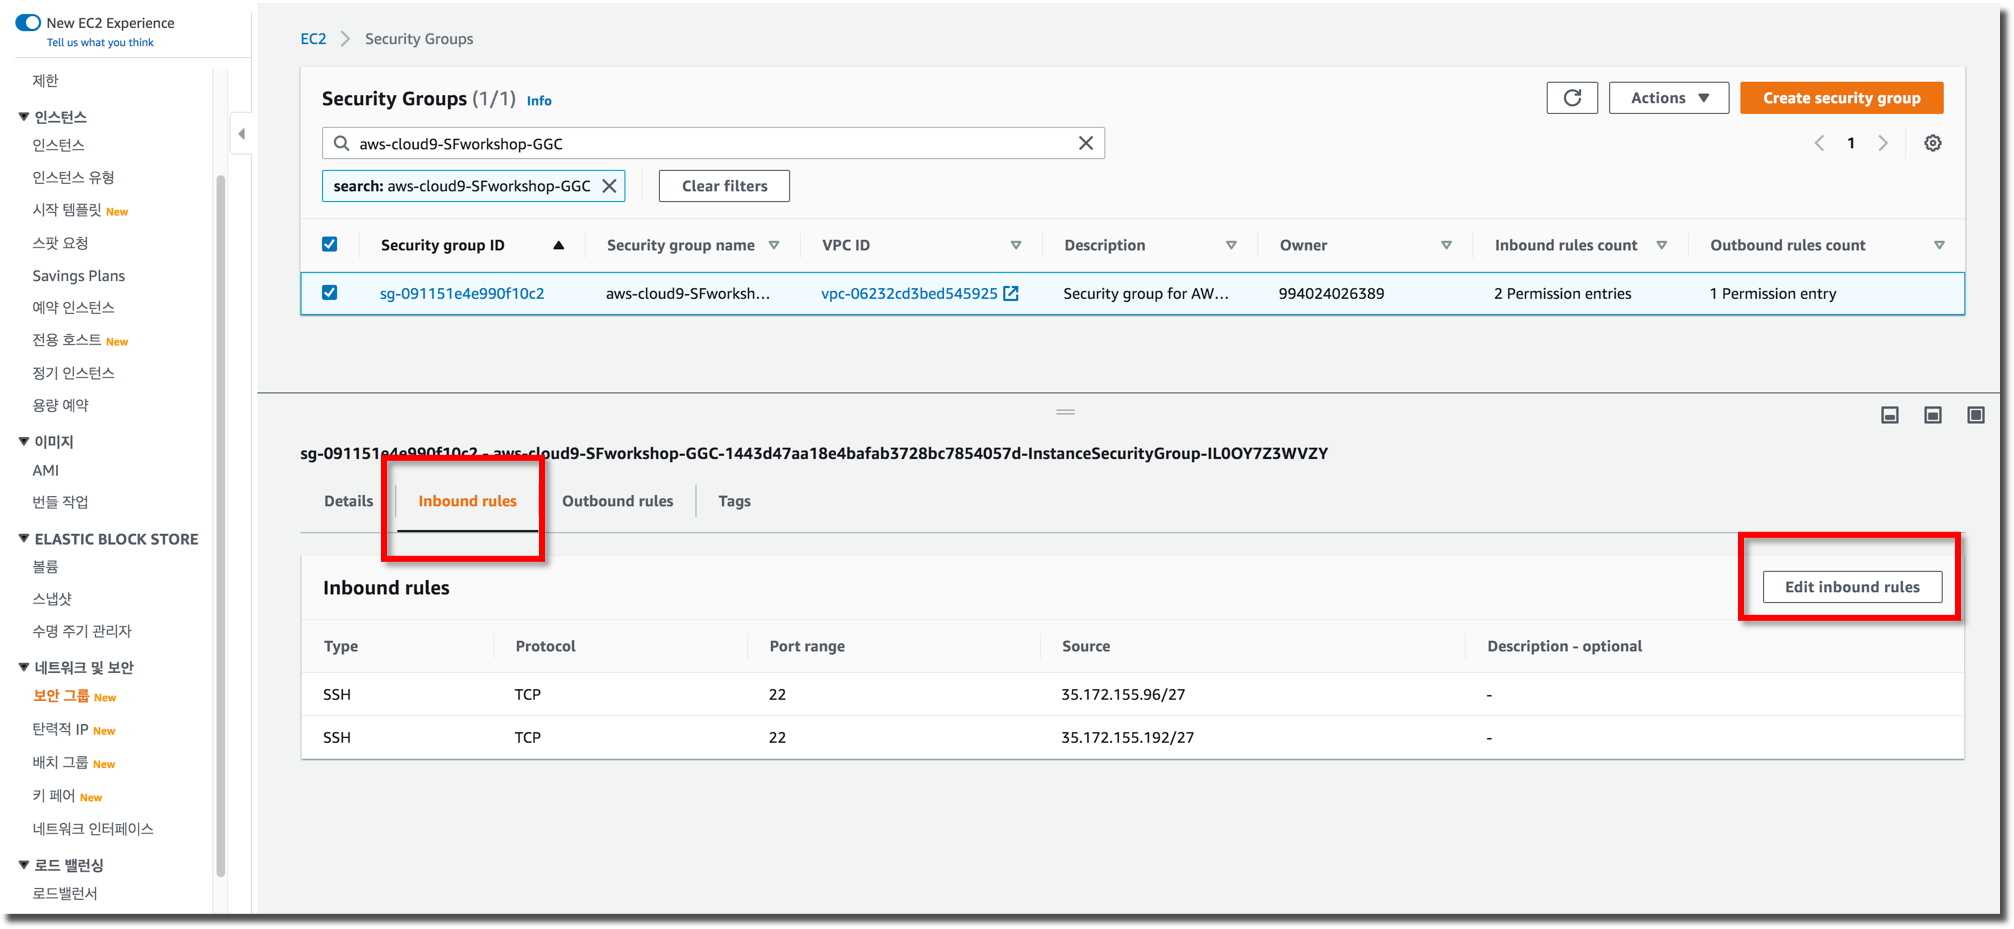 New EC2 Experience
Tell us what you think
제한
인스턴스
인스턴스
인스턴스 유형
시작 템플릿 New
스팟 요청
Savings Plans
예약 인스턴스
전용 호스트 New
정기 인스턴스
용량 예약
이미지
AMI
번들 작업
ELASTIC BLOCK STORE
볼륨
스냅샷
수명 주기 관리자
네트워크 및 보안
보안 그룹 New
탄력적 IP New
배치 그룹 New
키 페어 New
네트워크 인터페이스
로드 밸런싱
로드밸런서
EC2 Security Groups
Security Groups (1/1) Info
Actions Create security group
aws-cloud9-SFworkshop-GGC
1
search: aws-cloud9-SFworkshop-GGC Clear filters
Security group ID Security group name VPC ID Description Owner Inbound rules count Outbound rules count
sg-091151e4e990f10c2 aws-cloud9-SFworksh... vpc-06232cd3bed545925 Security group for AW... 994024026389 2 Permission entries 1 Permission entry
sg-091151e4e990f10c2 - aws-cloud9-SFworkshop-GGC-1443d47aa18e4bafab3728bc7854057d-InstanceSecurityGroup-IL0OY7Z3WVZY
Details Inbound rules Outbound rules Tags
Inbound rules Edit inbound rules
Type Protocol Port range Source Description - optional
SSH TCP 22 35.172.155.96/27 -
SSH TCP 22 35.172.155.192/27 -